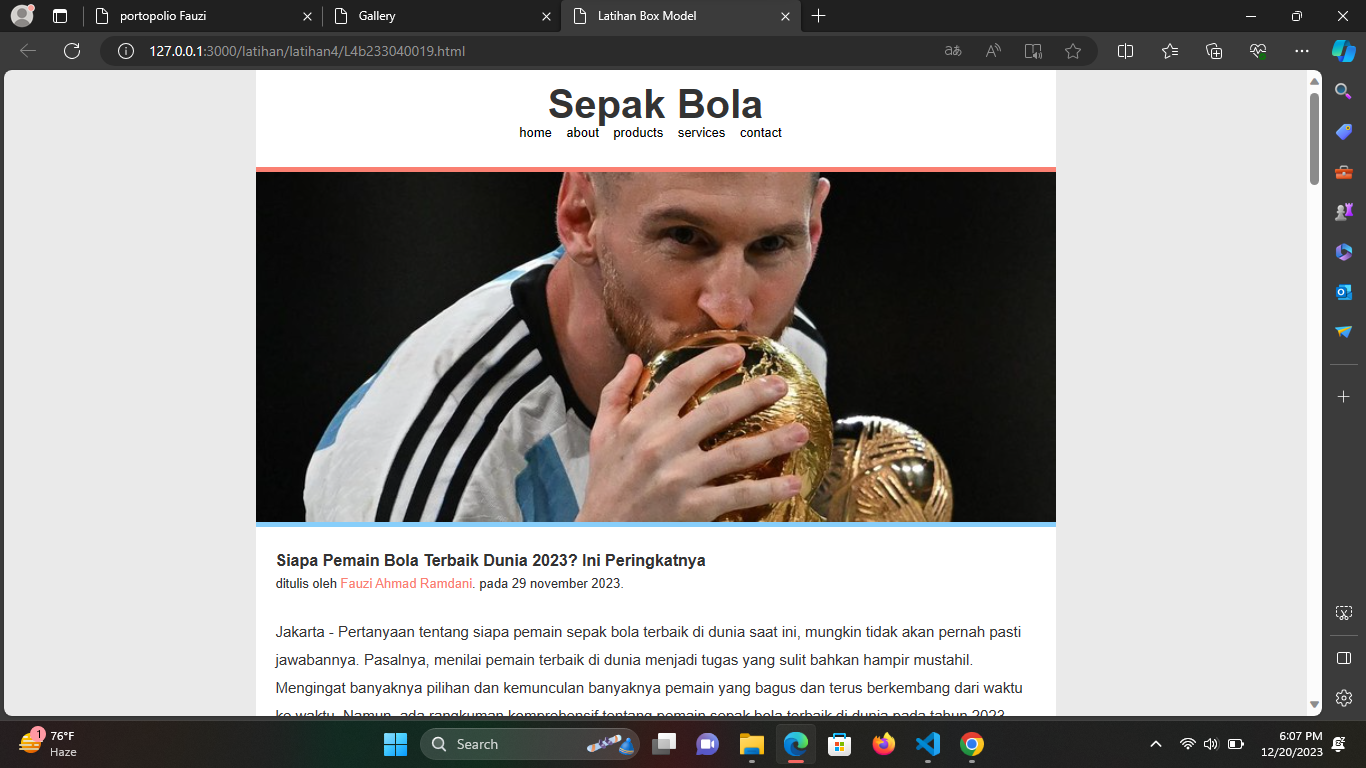 portopolio Fauzi
Gallery
Latihan Box Model
127.0.0.1:3000/latihan/latihan4/L4b233040019.html
Sepak Bola
home about products services contact
Siapa Pemain Bola Terbaik Dunia 2023? Ini Peringkatnya
ditulis oleh Fauzi Ahmad Ramdani. pada 29 november 2023.
Jakarta - Pertanyaan tentang siapa pemain sepak bola terbaik di dunia saat ini, mungkin tidak akan pernah pasti
jawabannya. Pasalnya, menilai pemain terbaik di dunia menjadi tugas yang sulit bahkan hampir mustahil.
Mengingat banyaknya pilihan dan kemunculan banyaknya pemain yang bagus dan terus berkembang dari waktu
ke waktu. Namun, ada rangkuman komprehensif tentang pemain sepak bola terbaik di dunia pada tahun 2023
1
76°F
Haze
Search
6:07 PM
12/20/2023